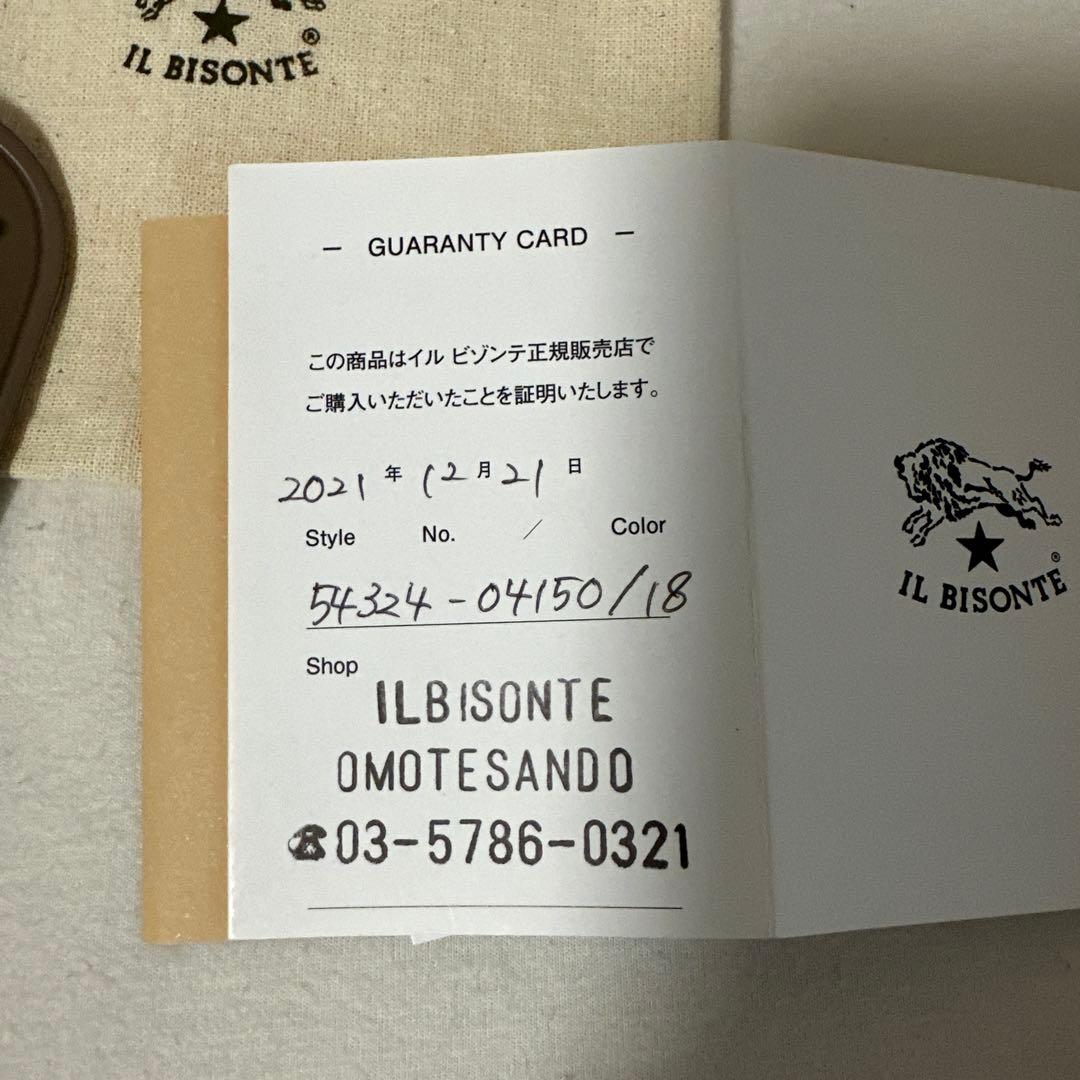 IL BISONTE®
— GUARANTY CARD —
この商品はイル ビゾンテ正規販売店で
ご購入いただいたことを証明いたします。
2021年12月21日
Style No. / Color
54324-04150/18
Shop
ILBISONTE
OMOTESANDO
☎03-5786-0321
IL BISONTE®